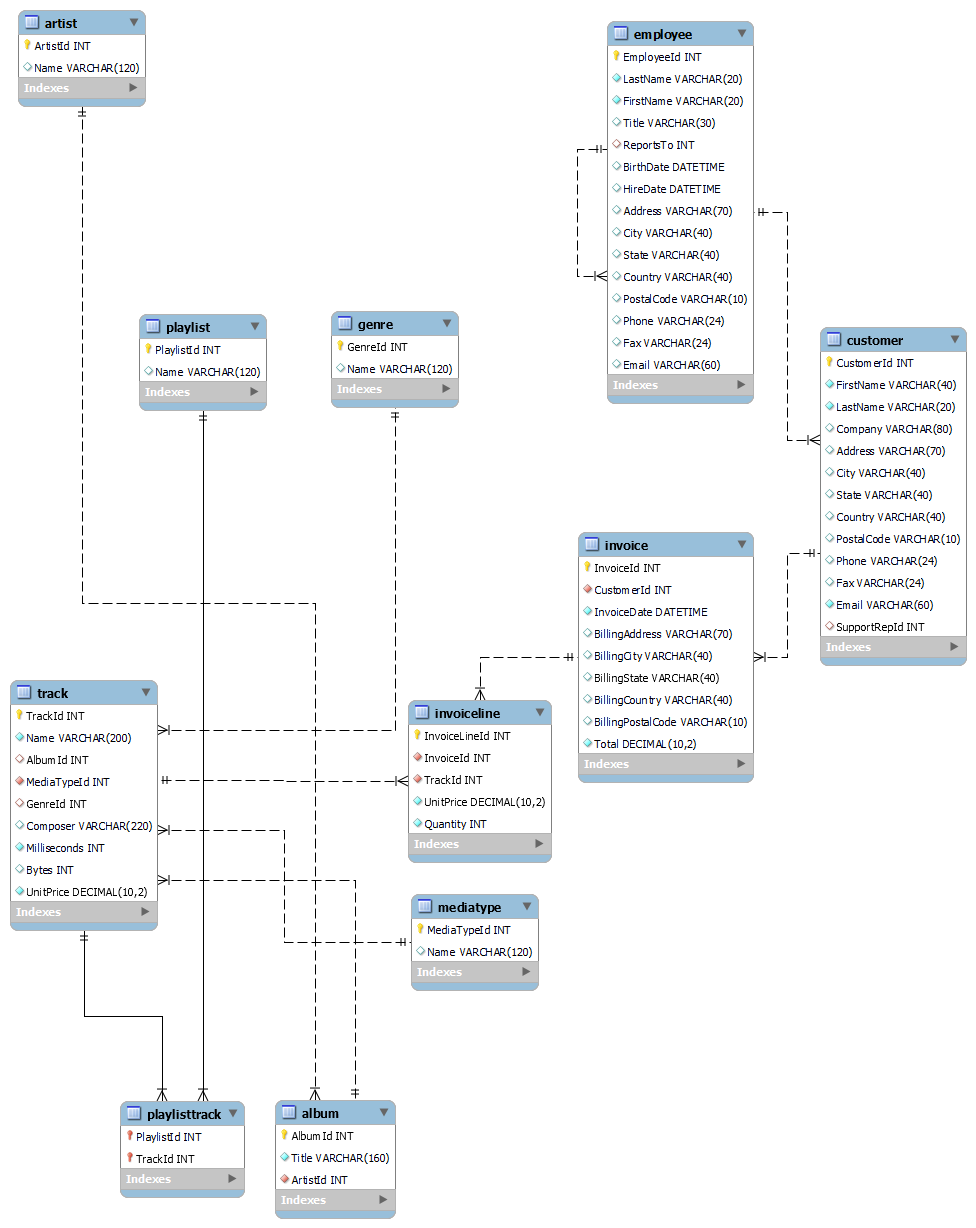 artist
ArtistId INT
Name VARCHAR(120)
Indexes
employee
EmployeeId INT
LastName VARCHAR(20)
FirstName VARCHAR(20)
Title VARCHAR(30)
ReportsTo INT
BirthDate DATETIME
HireDate DATETIME
Address VARCHAR(70)
City VARCHAR(40)
State VARCHAR(40)
Country VARCHAR(40)
PostalCode VARCHAR(10)
Phone VARCHAR(24)
Fax VARCHAR(24)
Email VARCHAR(60)
Indexes
playlist
PlaylistId INT
Name VARCHAR(120)
Indexes
genre
GenreId INT
Name VARCHAR(120)
Indexes
customer
CustomerId INT
FirstName VARCHAR(40)
LastName VARCHAR(20)
Company VARCHAR(80)
Address VARCHAR(70)
City VARCHAR(40)
State VARCHAR(40)
Country VARCHAR(40)
PostalCode VARCHAR(10)
Phone VARCHAR(24)
Fax VARCHAR(24)
Email VARCHAR(60)
SupportRepId INT
Indexes
invoice
InvoiceId INT
CustomerId INT
InvoiceDate DATETIME
BillingAddress VARCHAR(70)
BillingCity VARCHAR(40)
BillingState VARCHAR(40)
BillingCountry VARCHAR(40)
BillingPostalCode VARCHAR(10)
Total DECIMAL(10,2)
Indexes
track
TrackId INT
Name VARCHAR(200)
AlbumId INT
MediaTypeId INT
GenreId INT
Composer VARCHAR(220)
Milliseconds INT
Bytes INT
UnitPrice DECIMAL(10,2)
Indexes
invoiceline
InvoiceLineId INT
InvoiceId INT
TrackId INT
UnitPrice DECIMAL(10,2)
Quantity INT
Indexes
mediatype
MediaTypeId INT
Name VARCHAR(120)
Indexes
playlisttrack
PlaylistId INT
TrackId INT
Indexes
album
AlbumId INT
Title VARCHAR(160)
ArtistId INT
Indexes